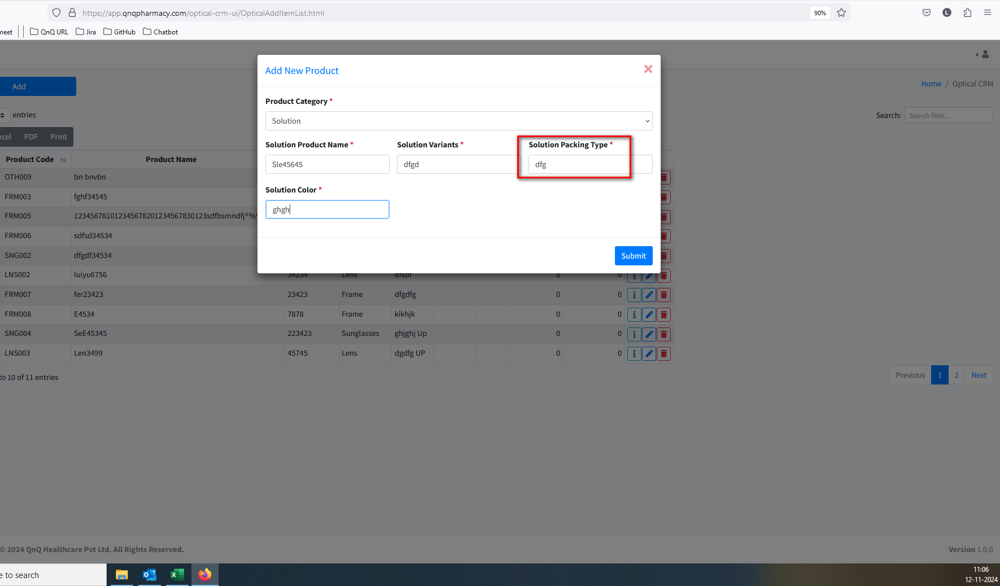 https://app.qnqpharmacy.com/optical-crm-ui/OpticalAddItemList.html
90%
L
meet
QnQ URL
Jira
GitHub
Chatbot
Add New Product
Add
Home / Optical CRM
Product Category *
entries
Solution
Search:
Search filter...
Excel
PDF
Print
Solution Product Name *
Solution Variants *
Solution Packing Type *
Sle45645
dfgd
dfg
Product Code
Product Name
OTH009 bn bnvbn
Solution Color *
FRM003 fghf34545
ghgh
FRM005 123456781012345678201234567830123sdfbsmndfj^%^
FRM006 sdfsd34534
SNG002 dfgdf34534
Submit
LNS002 luiyu6756 34234 Lens dfsdf 0 0
FRM007 fer23423 23423 Frame dfgdfg 0 0
FRM008 E4534 7878 Frame kikhjk 0 0
SNG004 SeE45345 223423 Sunglasses ghjghj Up 0 0
LNS003 Len3499 45745 Lens dgdfg UP 0 0
to 10 of 11 entries
Previous 1 2 Next
© 2024 QnQ Healthcare Pvt Ltd. All Rights Reserved.
Version 1.0.0
e to search
11:06
12-11-2024